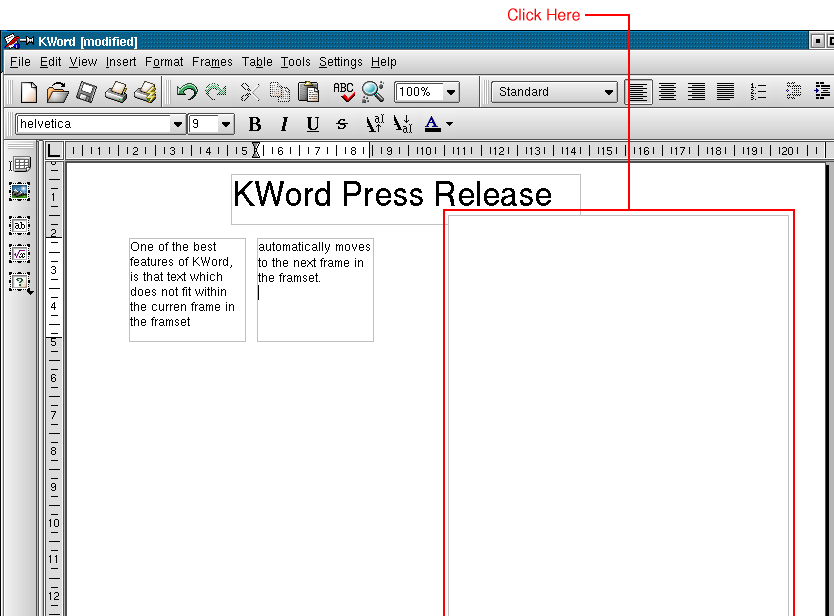 Click Here
KWord [modified]
File Edit View Insert Format Frames Table Tools Settings Help
ABC 100% Standard
helvetica 9 B I U S A aI A aI A
1 2 3 4 5 6 7 8 9 10 11 12 13 14 15 16 17 18 19 20
ab
√x
?
1
2
3
4
5
6
7
8
9
10
11
12
KWord Press Release
One of the best
features of KWord,
is that text which
does not fit within
the curren frame in
the framset
automatically moves
to the next frame in
the framset.